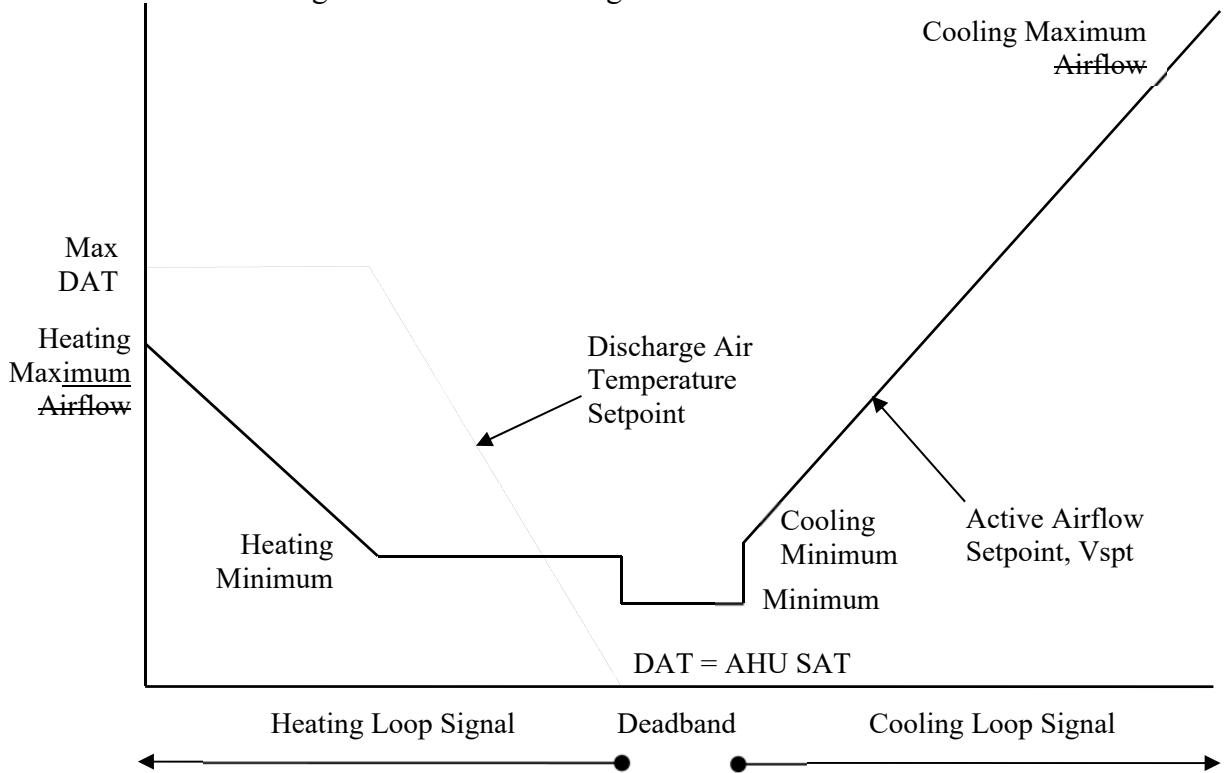 Cooling Maximum
Airflow
Max
DAT
Heating
Maximum
Airflow
Discharge Air
Temperature
Setpoint
Cooling
Minimum
Active Airflow
Setpoint, Vspt
Heating
Minimum
Minimum
DAT = AHU SAT
Heating Loop Signal
Deadband
Cooling Loop Signal